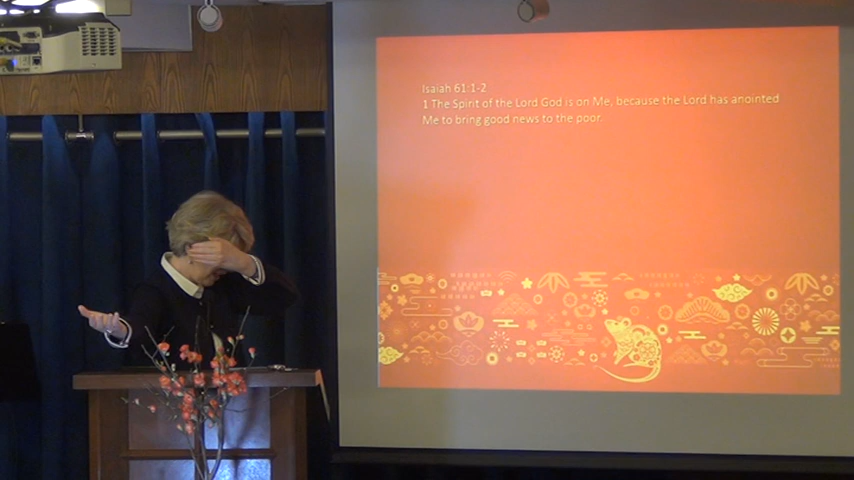 Isaiah 61:1-2
1 The Spirit of the Lord God is on Me, because the Lord has anointed
Me to bring good news to the poor.